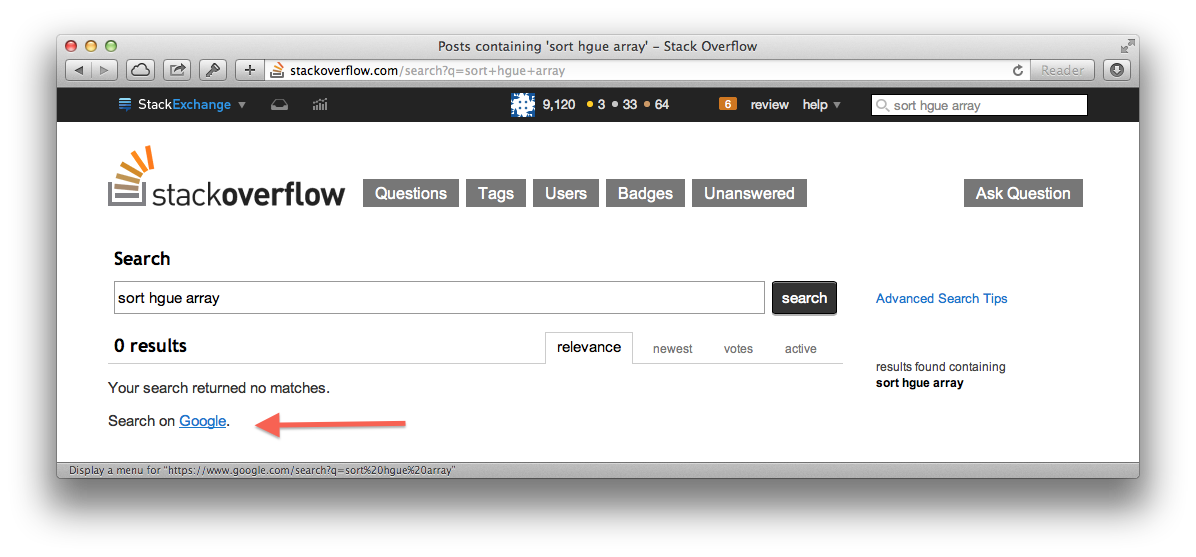 Posts containing 'sort hgue array' – Stack Overflow
stackoverflow.com/search?q=sort+hgue+array
Reader
StackExchange
9,120 3 33 64
6 review help
sort hgue array
stackoverflow
Questions Tags Users Badges Unanswered
Ask Question
Search
sort hgue array
search
Advanced Search Tips
0 results
relevance newest votes active
results found containing
sort hgue array
Your search returned no matches.
Search on Google.
Display a menu for "https://www.google.com/search?q=sort%20hgue%20array"